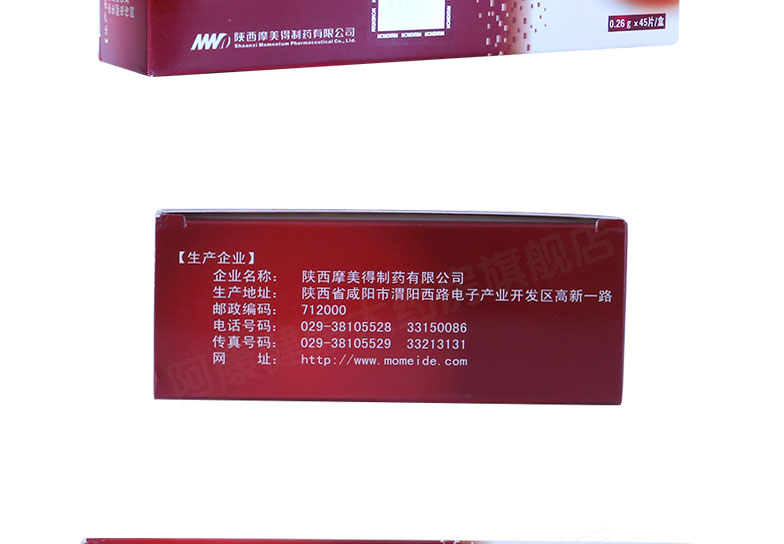 陕西摩美得制药有限公司
Shaanxi Momentum Pharmaceutical Co., Ltd.
MOMENDRIM MOMENDRIM MOMENDRIM
0.26 g x 45片/盒
【生产企业】
企业名称: 陕西摩美得制药有限公司
生产地址: 陕西省咸阳市渭阳西路电子产业开发区高新一路
邮政编码: 712000
电话号码: 029-38105528 33150086
传真号码: 029-38105529 33213131
网 址: http://www.momeide.com